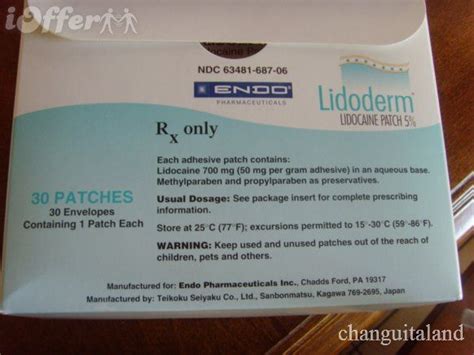 iOffer
NDC 63481-687-06
ENDO
PHARMACEUTICALS
Lidoderm
LIDOCAINE PATCH 5%
Rx only
Each adhesive patch contains:
Lidocaine 700 mg (50 mg per gram adhesive) in an aqueous base.
Methylparaben and propylparaben as preservatives.
30 PATCHES
30 Envelopes
Containing 1 Patch Each
Usual Dosage: See package insert for complete prescribing
information.
Store at 25°C (77°F); excursions permitted to 15°-30°C (59°-86°F).
WARNING: Keep used and unused patches out of the reach of
children, pets and others.
Manufactured for: Endo Pharmaceuticals Inc., Chadds Ford, PA 19317
Manufactured by: Teikoku Seiyaku Co., Ltd., Sanbonmatsu, Kagawa 769-2695, Japan
changuitaland